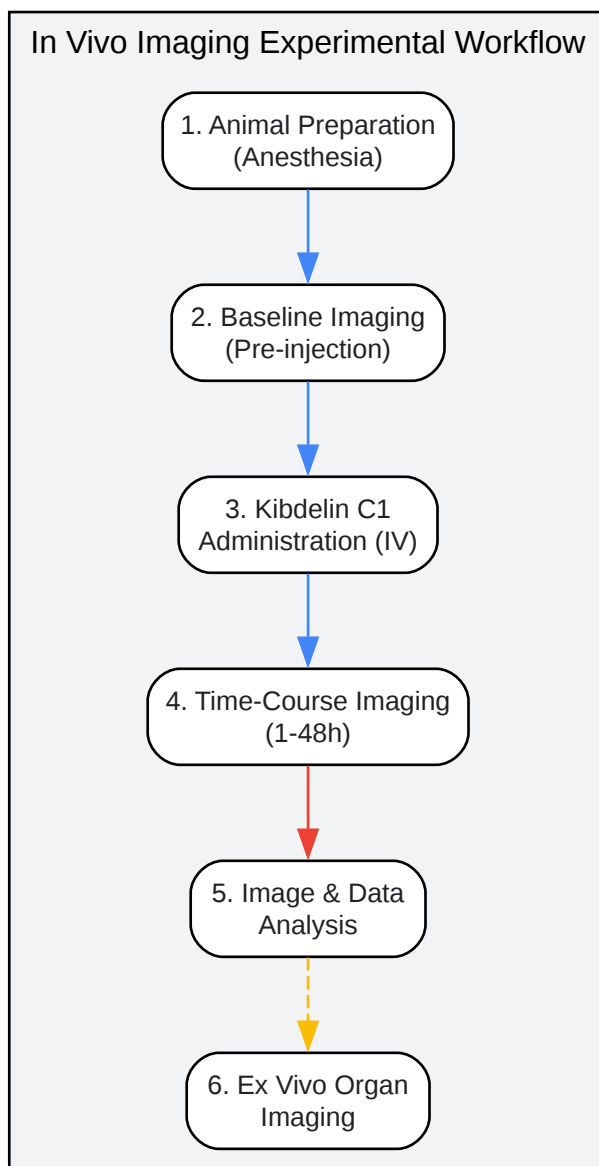 In Vivo Imaging Experimental Workflow
1. Animal Preparation
(Anesthesia)
2. Baseline Imaging
(Pre-injection)
3. Kibdelin C1
Administration (IV)
4. Time-Course Imaging
(1-48h)
5. Image & Data
Analysis
6. Ex Vivo Organ
Imaging